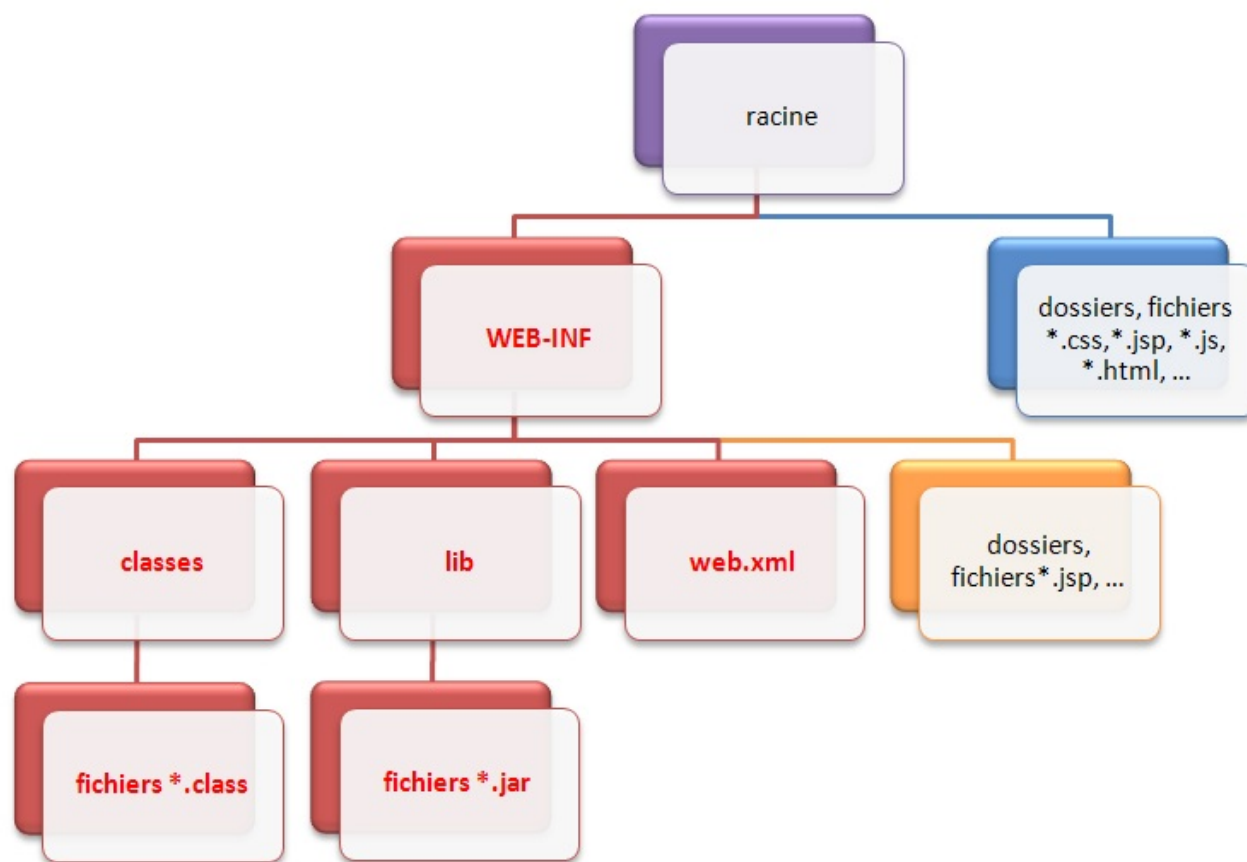 racine
WEB-INF
dossiers, fichiers
*.css,*.jsp, *.js,
*.html, ...
classes
lib
web.xml
dossiers,
fichiers*.jsp, ...
fichiers *.class
fichiers *.jar